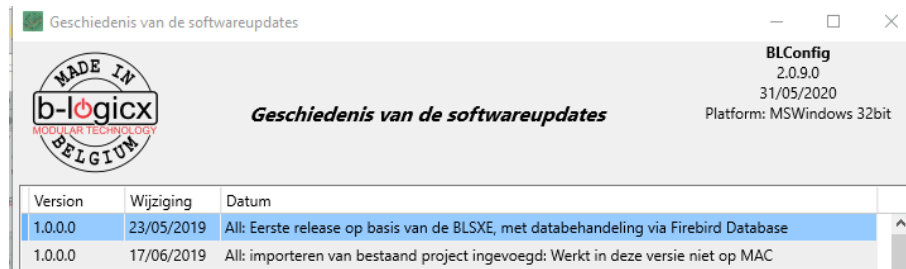 Geschiedenis van de softwareupdates
MADE IN
b-logicx
MODULAR TECHNOLOGY
BELGIUM
Geschiedenis van de softwareupdates
BLConfig
2.0.9.0
31/05/2020
Platform: MSWindows 32bit
Version Wijziging Datum
1.0.0.0 23/05/2019 All: Eerste release op basis van de BLSXE, met databehandeling via Firebird Database
1.0.0.0 17/06/2019 All: importeren van bestaand project ingevoegd: Werkt in deze versie niet op MAC